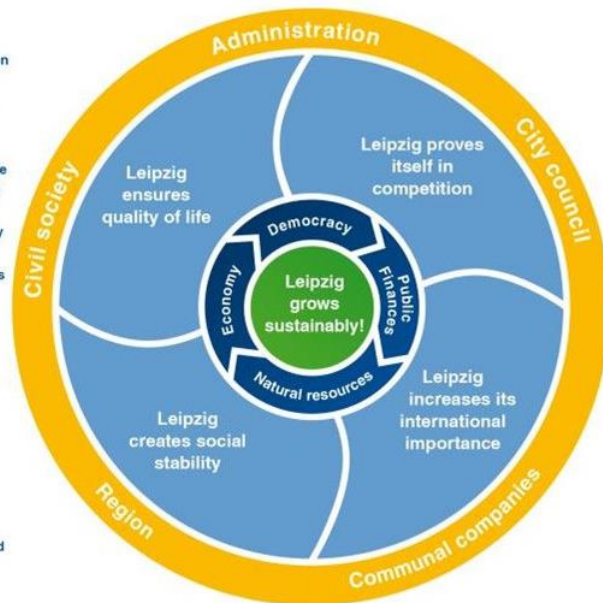 Administration
City council
Communal companies
Region
Civil society
Leipzig
ensures
quality of life
Leipzig proves
itself in
competition
Leipzig
increases its
international
importance
Leipzig
creates social
stability
Democracy
Public
Finances
Natural resources
Economy
Leipzig
grows
sustainably!